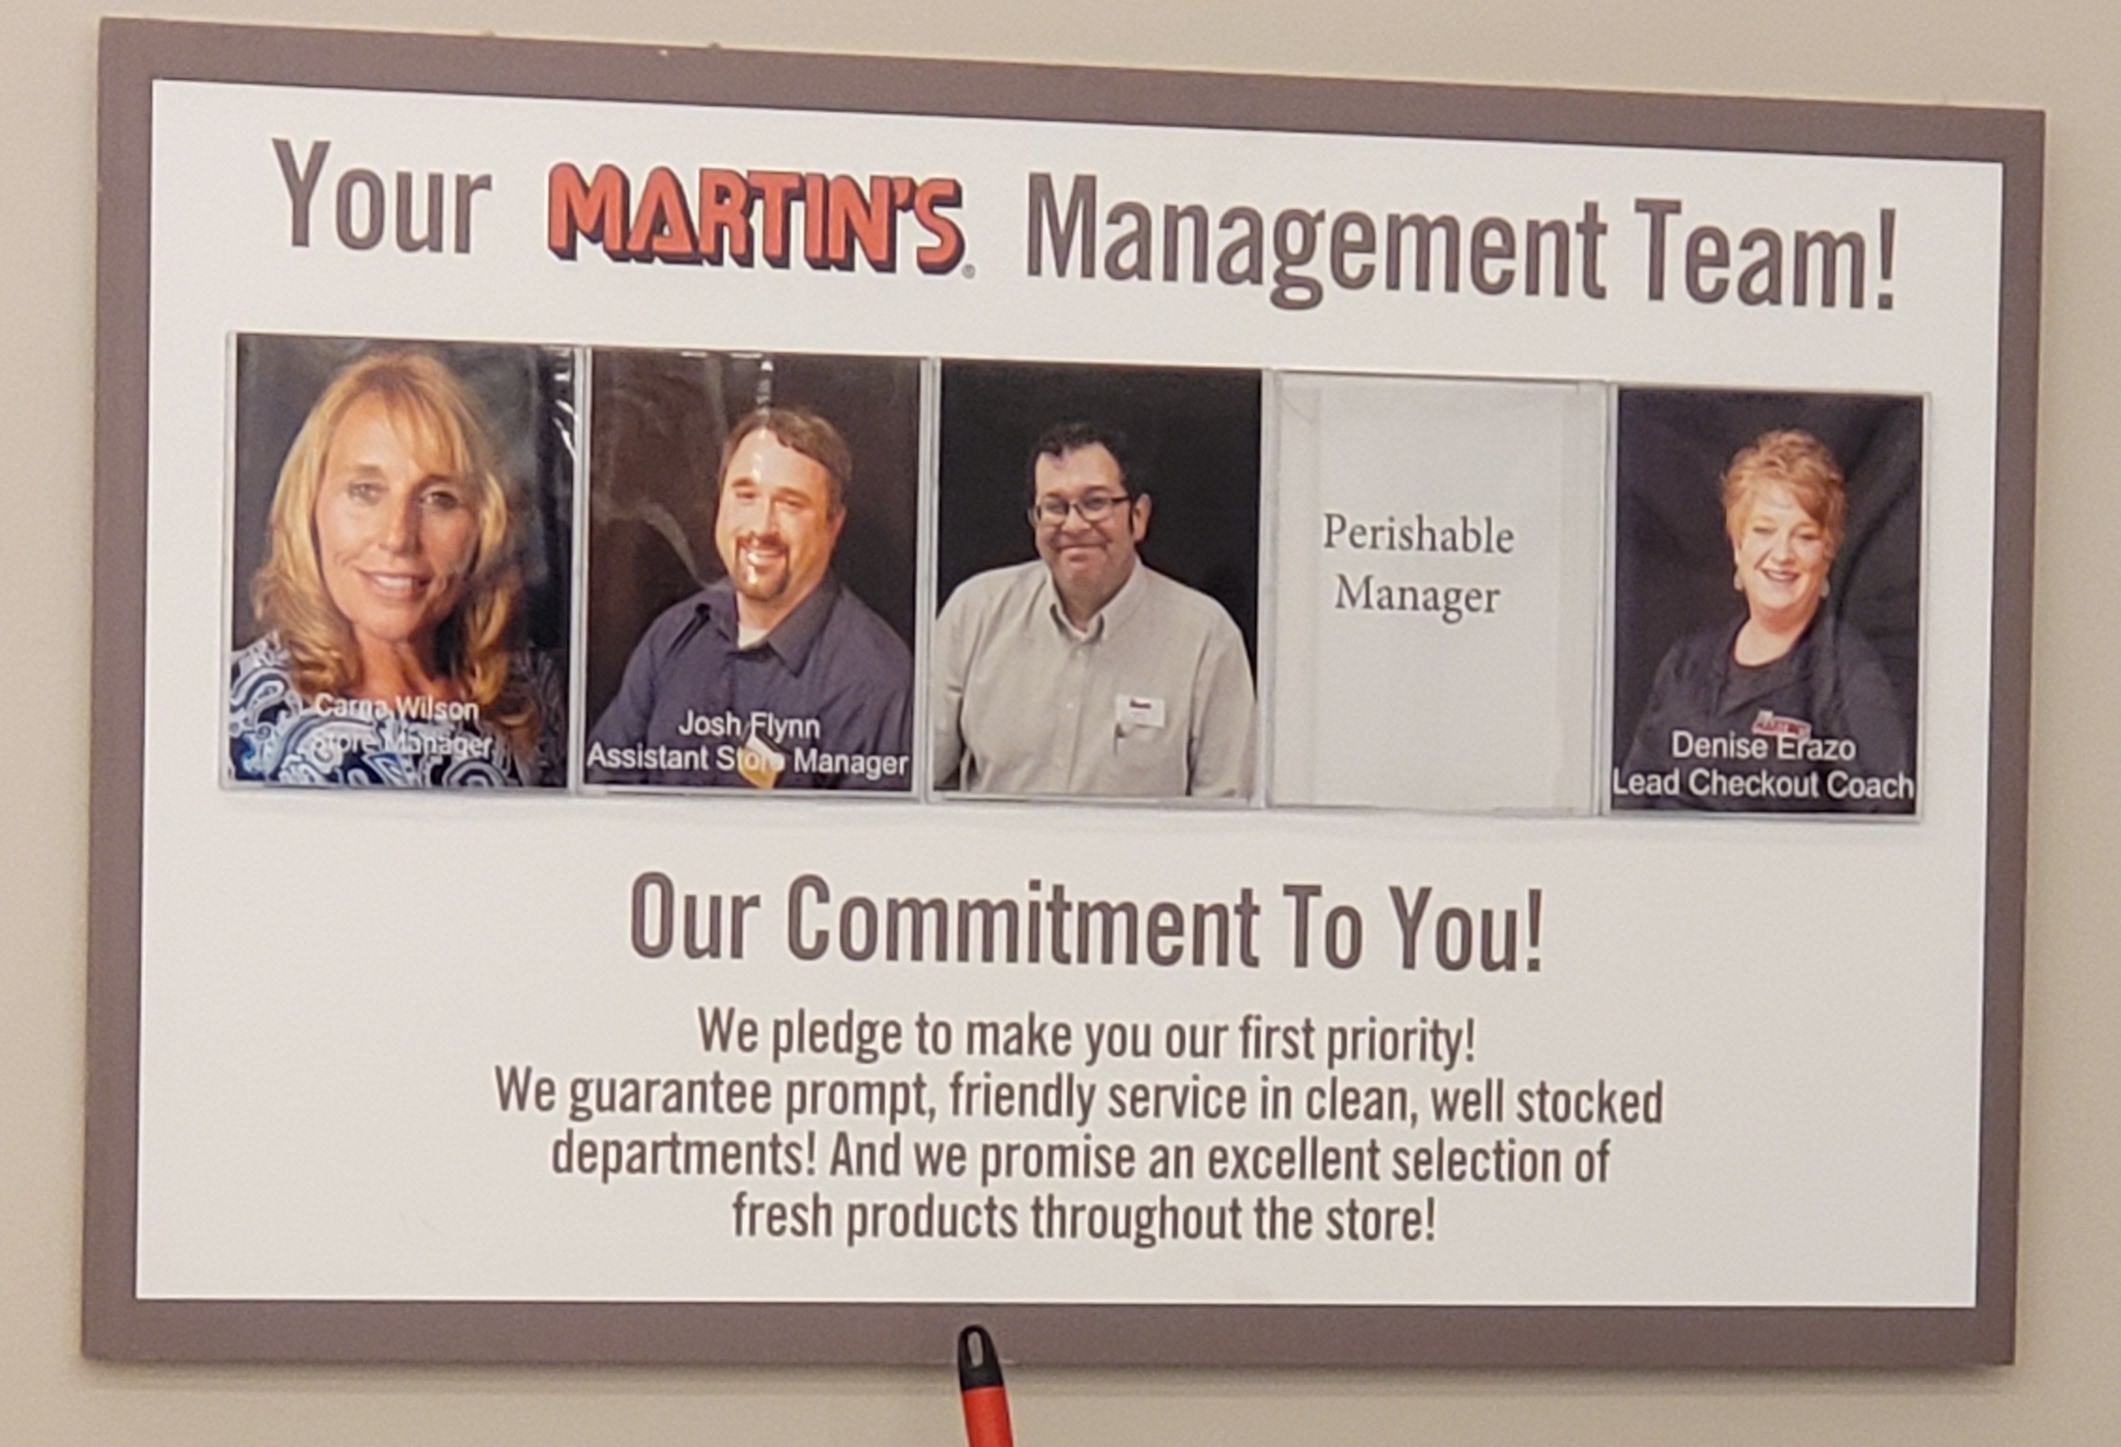 Your MARTIN'S® Management Team!
Carna Wilson
Store Manager
Josh Flynn
Assistant Store Manager
Perishable
Manager
Denise Erazo
Lead Checkout Coach
Our Commitment To You!
We pledge to make you our first priority!
We guarantee prompt, friendly service in clean, well stocked
departments! And we promise an excellent selection of
fresh products throughout the store!